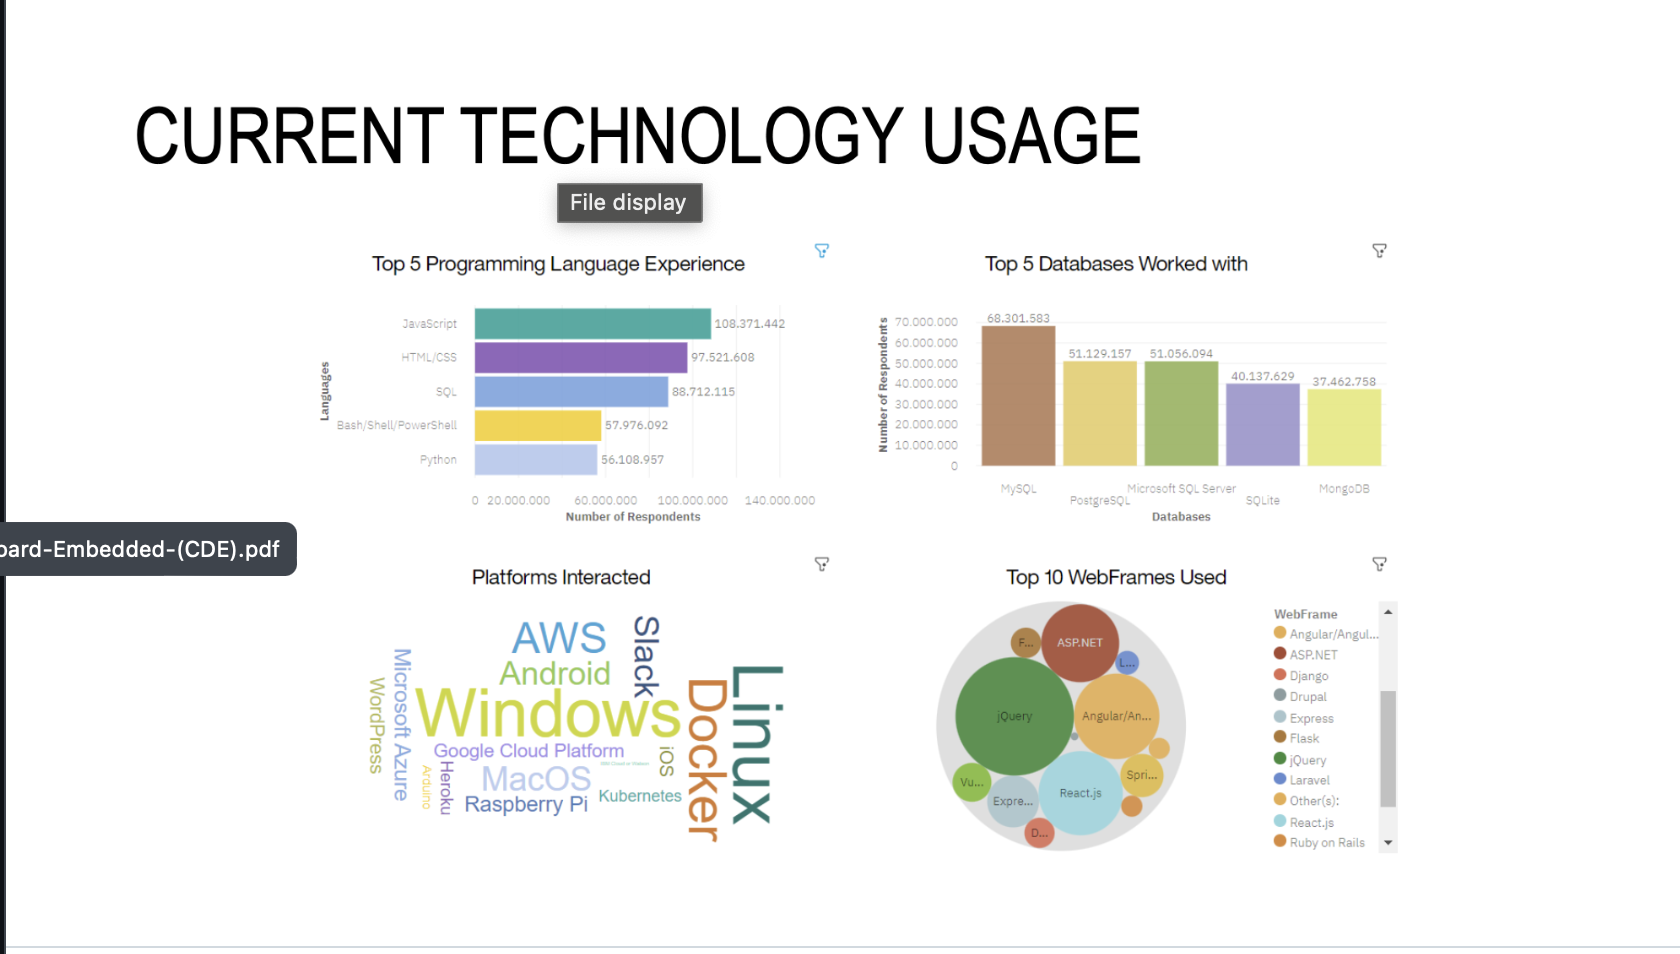 CURRENT TECHNOLOGY USAGE
File display
Top 5 Programming Language Experience
Languages
JavaScript
108.371.442
HTML/CSS
97.521.608
SQL
88.712.115
Bash/Shell/PowerShell
57.976.092
Python
56.108.957
0 20.000.000 60.000.000 100.000.000 140.000.000
Number of Respondents
Top 5 Databases Worked with
Number of Respondents
70.000.000
60.000.000
50.000.000
40.000.000
30.000.000
20.000.000
10.000.000
0
68.301.583
51.129.157
51.056.094
40.137.629
37.462.758
MySQL
PostgreSQL
Microsoft SQL Server
SQLite
MongoDB
Databases
oard-Embedded-(CDE).pdf
Platforms Interacted
AWS
Slack
Android
Windows
Microsoft Azure
WordPress
Google Cloud Platform
iOS
Docker
Linux
MacOS
Heroku
Arduino
Raspberry Pi
Kubernetes
Top 10 WebFrames Used
F...
ASP.NET
L...
jQuery
Angular/An...
Vu...
Expre...
React.js
Spri...
D...
WebFrame
Angular/Angul...
ASP.NET
Django
Drupal
Express
Flask
jQuery
Laravel
Other(s):
React.js
Ruby on Rails